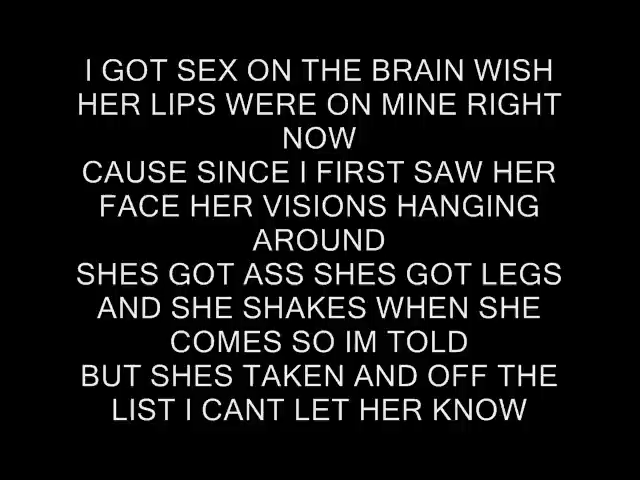 I GOT SEX ON THE BRAIN WISH
HER LIPS WERE ON MINE RIGHT
NOW
CAUSE SINCE I FIRST SAW HER
FACE HER VISIONS HANGING
AROUND
SHES GOT ASS SHES GOT LEGS
AND SHE SHAKES WHEN SHE
COMES SO IM TOLD
BUT SHES TAKEN AND OFF THE
LIST I CANT LET HER KNOW